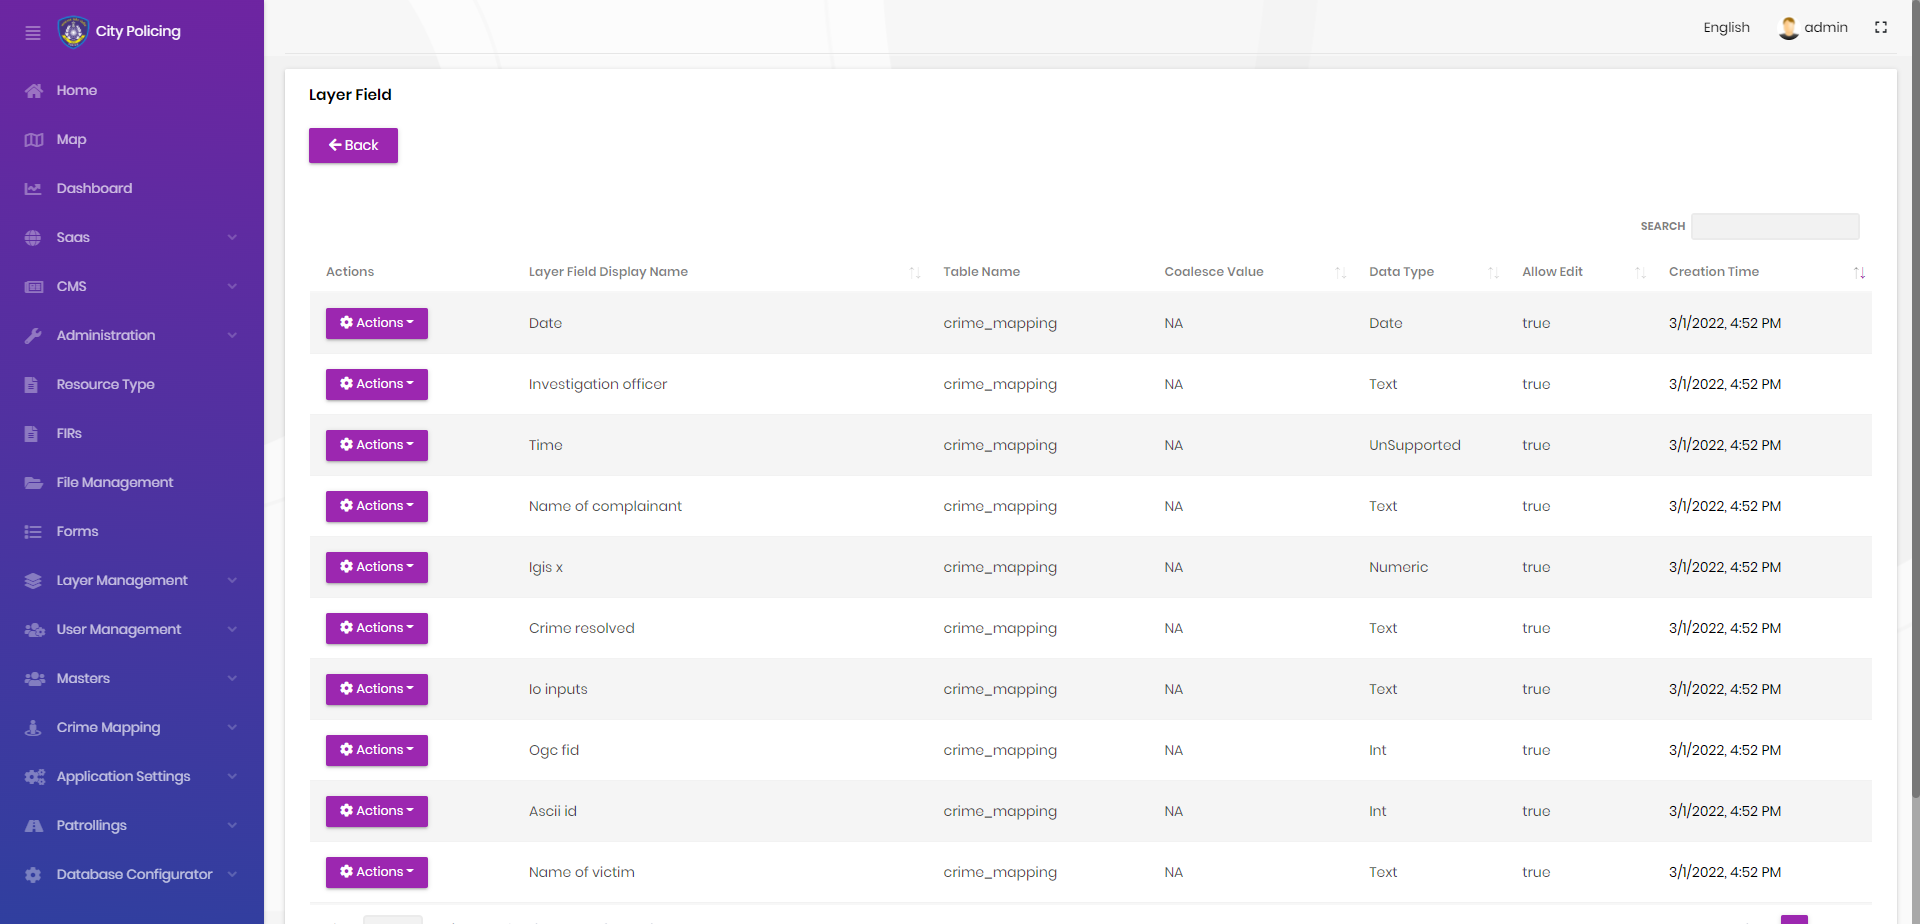 City Policing
English
admin
Home
Map
Dashboard
Saas
CMS
Administration
Resource Type
FIRs
File Management
Forms
Layer Management
User Management
Masters
Crime Mapping
Application Settings
Patrollings
Database Configurator
Layer Field
Back
SEARCH
Actions Layer Field Display Name Table Name Coalesce Value Data Type Allow Edit Creation Time
Actions Date crime_mapping NA Date true 3/1/2022, 4:52 PM
Actions Investigation officer crime_mapping NA Text true 3/1/2022, 4:52 PM
Actions Time crime_mapping NA UnSupported true 3/1/2022, 4:52 PM
Actions Name of complainant crime_mapping NA Text true 3/1/2022, 4:52 PM
Actions Igis x crime_mapping NA Numeric true 3/1/2022, 4:52 PM
Actions Crime resolved crime_mapping NA Text true 3/1/2022, 4:52 PM
Actions Io inputs crime_mapping NA Text true 3/1/2022, 4:52 PM
Actions Ogc fid crime_mapping NA Int true 3/1/2022, 4:52 PM
Actions Ascii id crime_mapping NA Int true 3/1/2022, 4:52 PM
Actions Name of victim crime_mapping NA Text true 3/1/2022, 4:52 PM